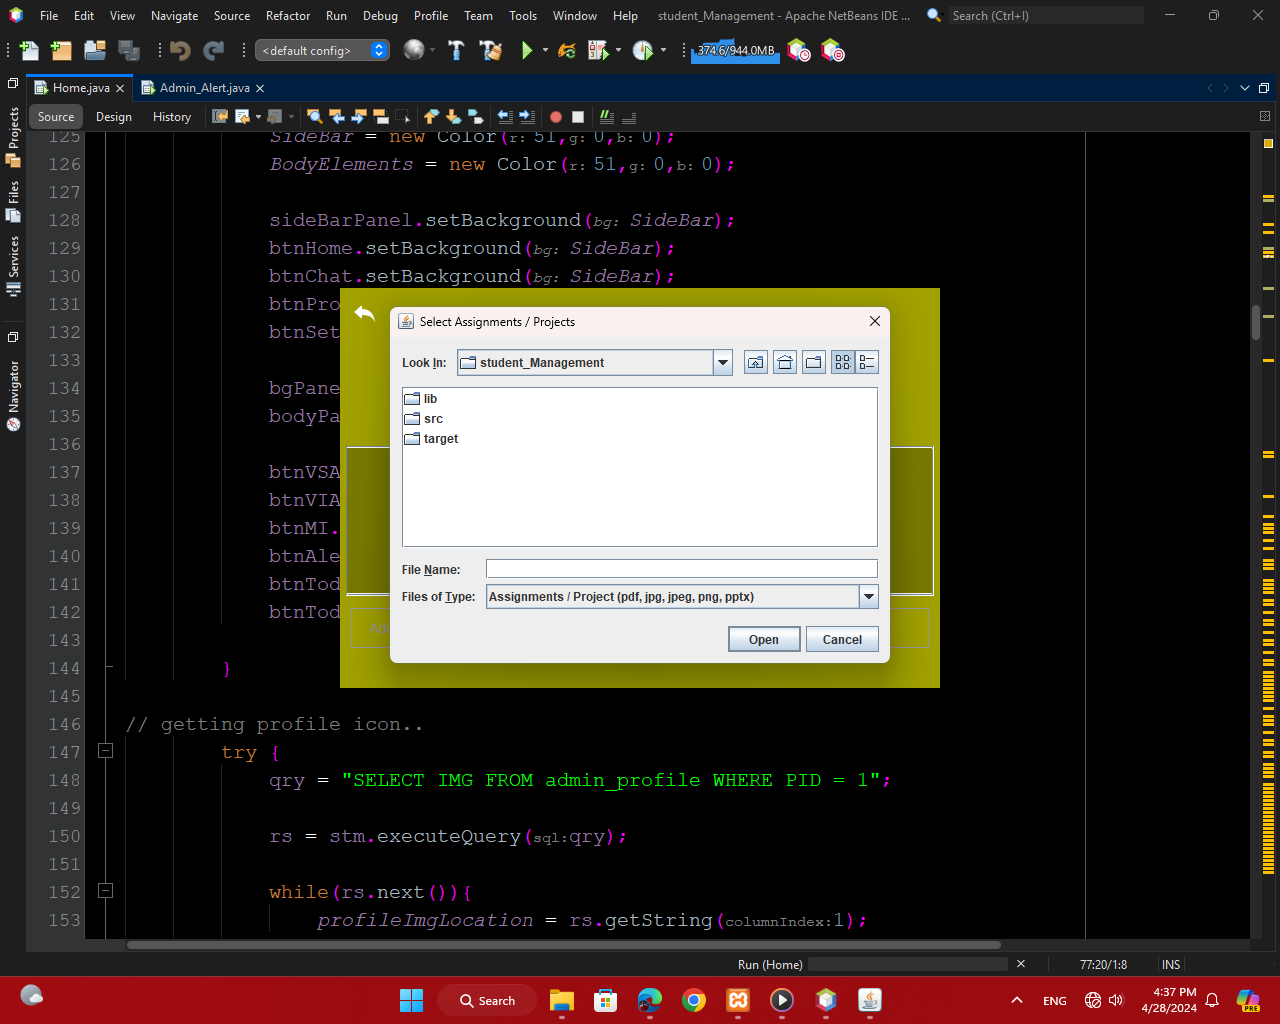 File Edit View Navigate Source Refactor Run Debug Profile Team Tools Window Help student_Management - Apache NetBeans IDE ... Search (Ctrl+I)
<default config> 374.6/944.0MB
Home.java Admin_Alert.java
Source Design History
Projects
Files
Services
Navigator
125 SideBar = new Color(r: 51,g: 0,b: 0);
126 BodyElements = new Color(r: 51,g: 0,b: 0);
127
128 sideBarPanel.setBackground(bg: SideBar);
129 btnHome.setBackground(bg: SideBar);
130 btnChat.setBackground(bg: SideBar);
131 btnPro
132 btnSet
133
134 bgPane
135 bodyPa
136
137 btnVSA
138 btnVIA
139 btnMI.
140 btnAle
141 btnTod
142 btnTod
143
144 }
145
146 // getting profile icon..
147 try {
148 qry = "SELECT IMG FROM admin_profile WHERE PID = 1";
149
150 rs = stm.executeQuery(sql:qry);
151
152 while(rs.next()){
153 profileImgLocation = rs.getString(columnIndex:1);
Select Assignments / Projects
Look In: student_Management
lib
src
target
File Name:
Files of Type: Assignments / Project (pdf, jpg, jpeg, png, pptx)
Open Cancel
Run (Home) 77:20/1:8 INS
Search ENG 4:37 PM
4/28/2024
PRE